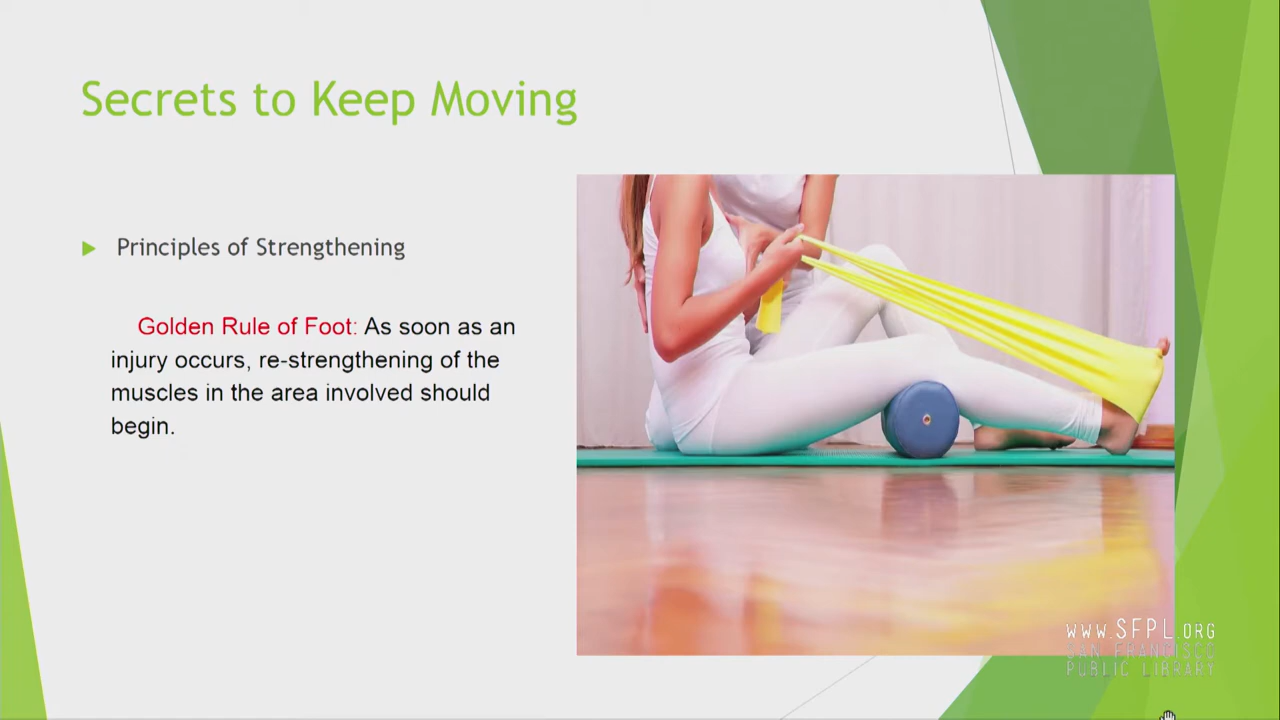 Secrets to Keep Moving
Principles of Strengthening
Golden Rule of Foot: As soon as an
injury occurs, re-strengthening of the
muscles in the area involved should
begin.
WWW.SFPL.ORG
SAN FRANCISCO
PUBLIC LIBRARY